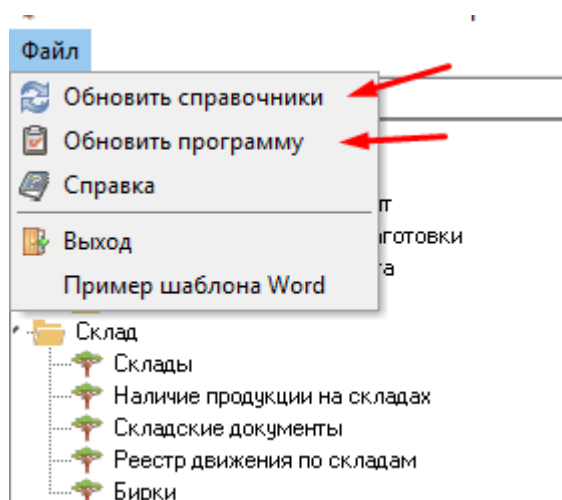 Файл
Обновить справочники
Обновить программу
Справка
Выход
Пример шаблона Word
Склад
Склады
Наличие продукции на складах
Складские документы
Реестр движения по складам
Бирки